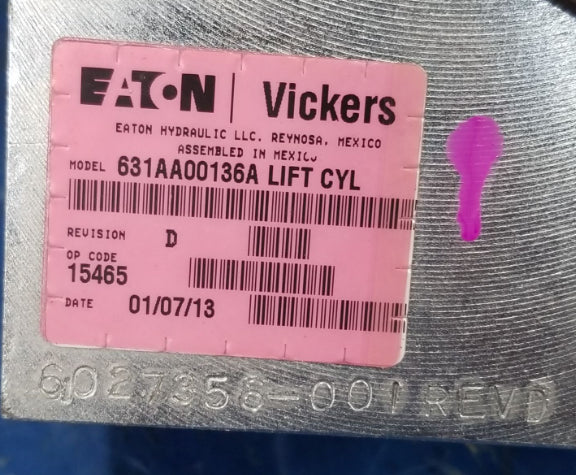 EATON | Vickers
EATON HYDRAULIC LLC. REYNOSA, MEXICO
ASSEMBLED IN MEXICO
MODEL 631AA00136A LIFT CYL
REVISION D
OP CODE
15465
DATE 01/07/13
6027358-001 REVD